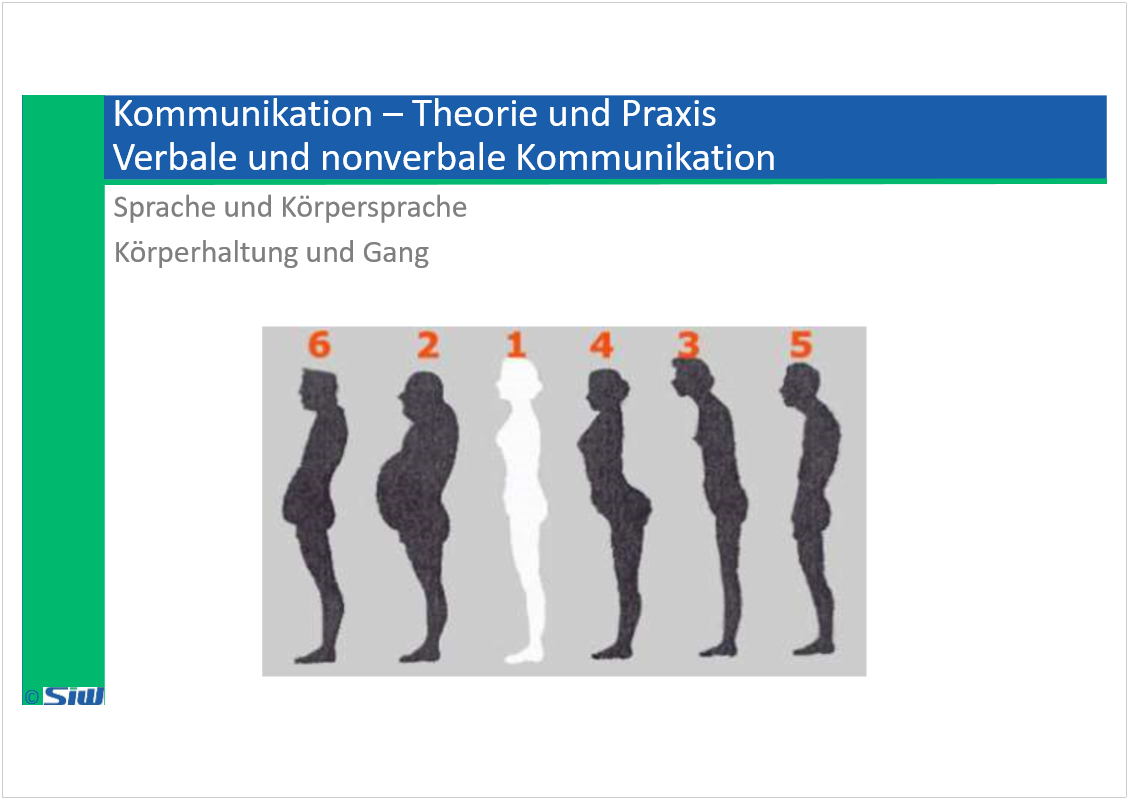 Kommunikation – Theorie und Praxis
Verbale und nonverbale Kommunikation
Sprache und Körpersprache
Körperhaltung und Gang
6 2 1 4 3 5
© SiW